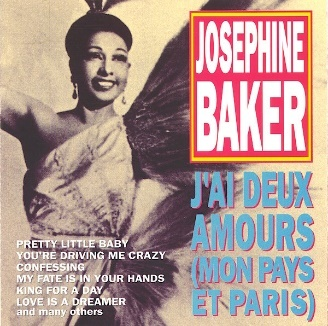 JOSEPHINE
BAKER
J'AI DEUX
AMOURS
(MON PAYS
ET PARIS)
PRETTY LITTLE BABY
YOU'RE DRIVING ME CRAZY
CONFESSING
MY FATE IS IN YOUR HANDS
KING FOR A DAY
LOVE IS A DREAMER
and many others